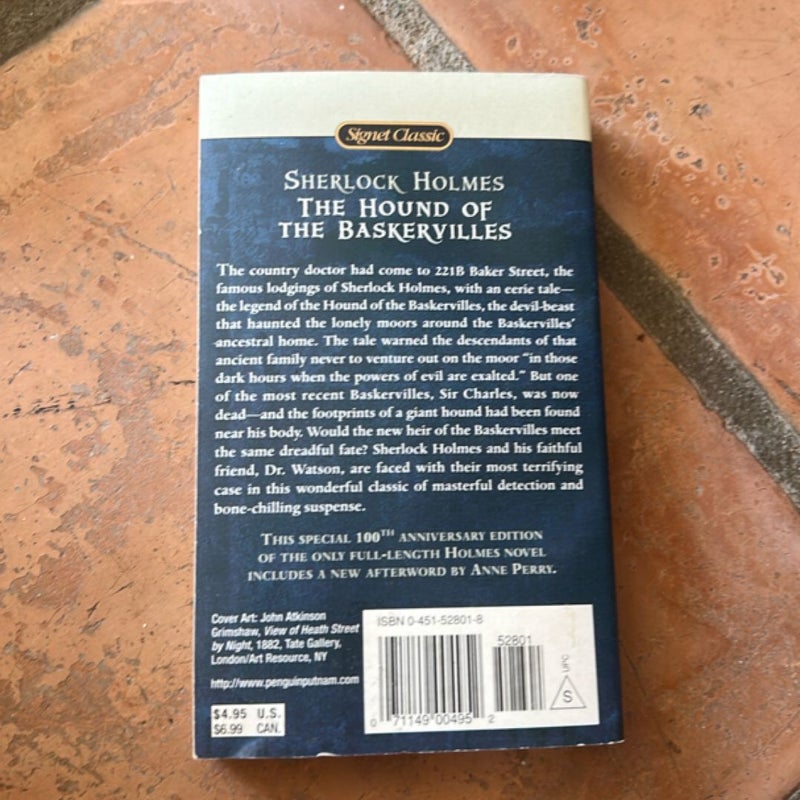 Signet Classic
SHERLOCK HOLMES
THE HOUND OF
THE BASKERVILLES
The country doctor had come to 221B Baker Street, the
famous lodgings of Sherlock Holmes, with an eerie tale—
the legend of the Hound of the Baskervilles, the devil-beast
that haunted the lonely moors around the Baskervilles'
ancestral home. The tale warned the descendants of that
ancient family never to venture out on the moor "in those
dark hours when the powers of evil are exalted." But one
of the most recent Baskervilles, Sir Charles, was now
dead—and the footprints of a giant hound had been found
near his body. Would the new heir of the Baskervilles meet
the same dreadful fate? Sherlock Holmes and his faithful
friend, Dr. Watson, are faced with their most terrifying
case in this wonderful classic of masterful detection and
bone-chilling suspense.
THIS SPECIAL 100TH ANNIVERSARY EDITION
OF THE ONLY FULL-LENGTH HOLMES NOVEL
INCLUDES A NEW AFTERWORD BY ANNE PERRY.
Cover Art: John Atkinson
Grimshaw, View of Heath Street
by Night, 1882, Tate Gallery,
London/Art Resource, NY
http://www.penguinputnam.com
$4.95 U.S.
$6.99 CAN.
ISBN 0-451-52801-8
52801
0 71149 00495 2
UPC
S